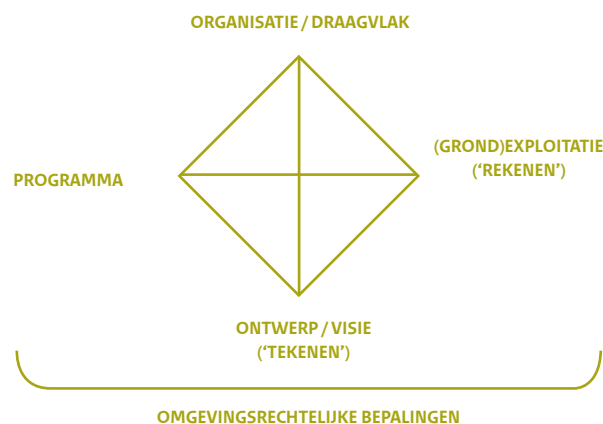 ORGANISATIE / DRAAGVLAK
(GROND)EXPLOITATIE
(‘REKENEN’)
PROGRAMMA
ONTWERP / VISIE
(‘TEKENEN’)
OMGEVINGSRECHTELIJKE BEPALINGEN